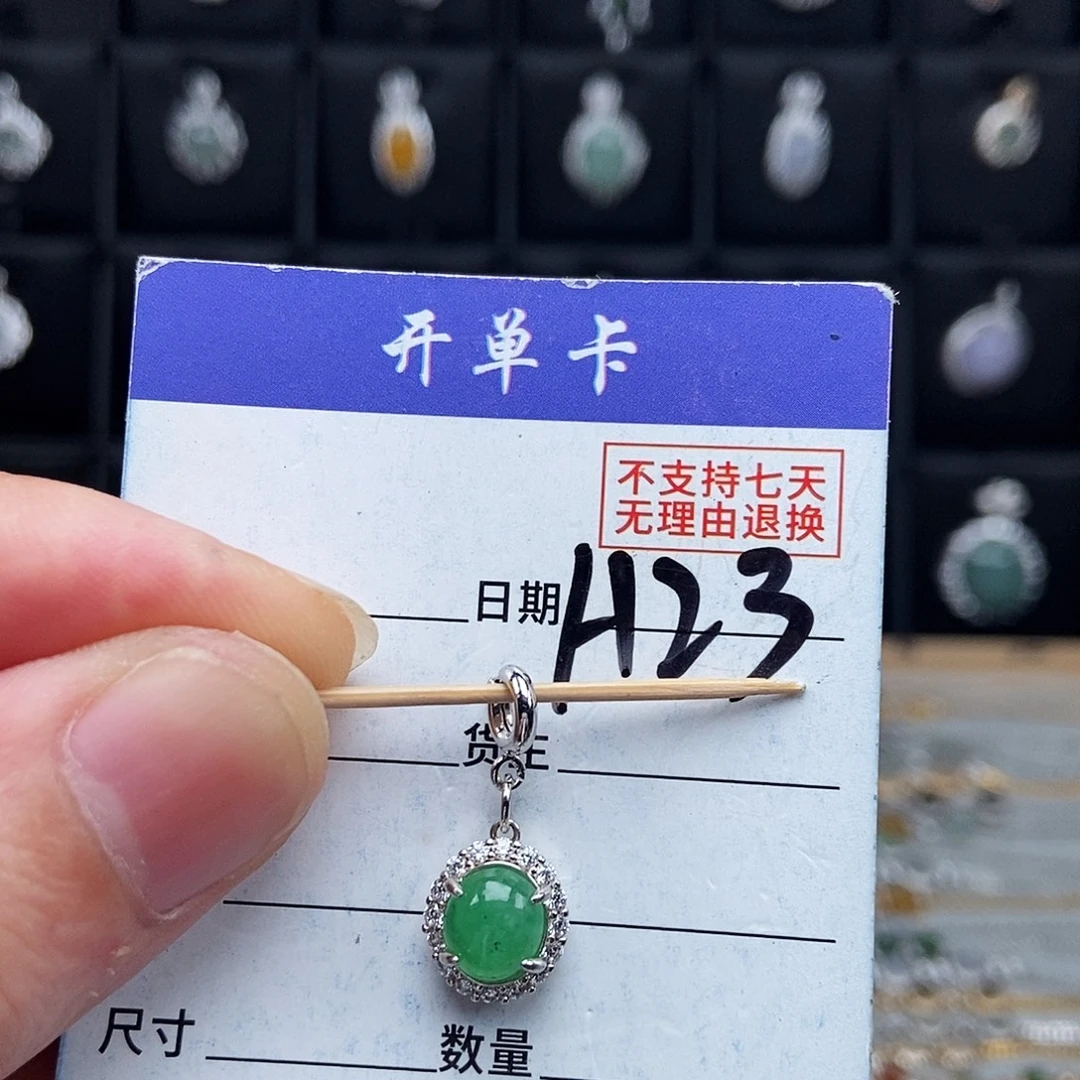 开单卡
不支持七天
无理由退换
日期 H23
货主
尺寸 数量